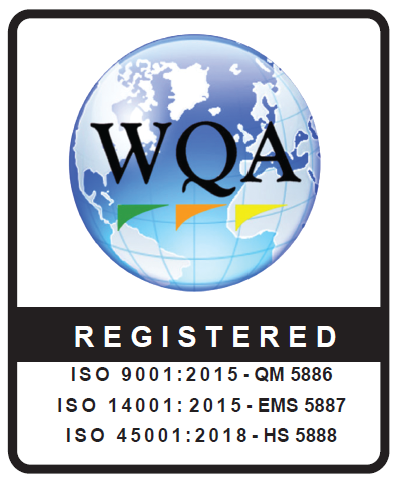 WQA
REGISTERED
ISO 9001:2015 - QM 5886
ISO 14001: 2015 - EMS 5887
ISO 45001:2018 - HS 5888